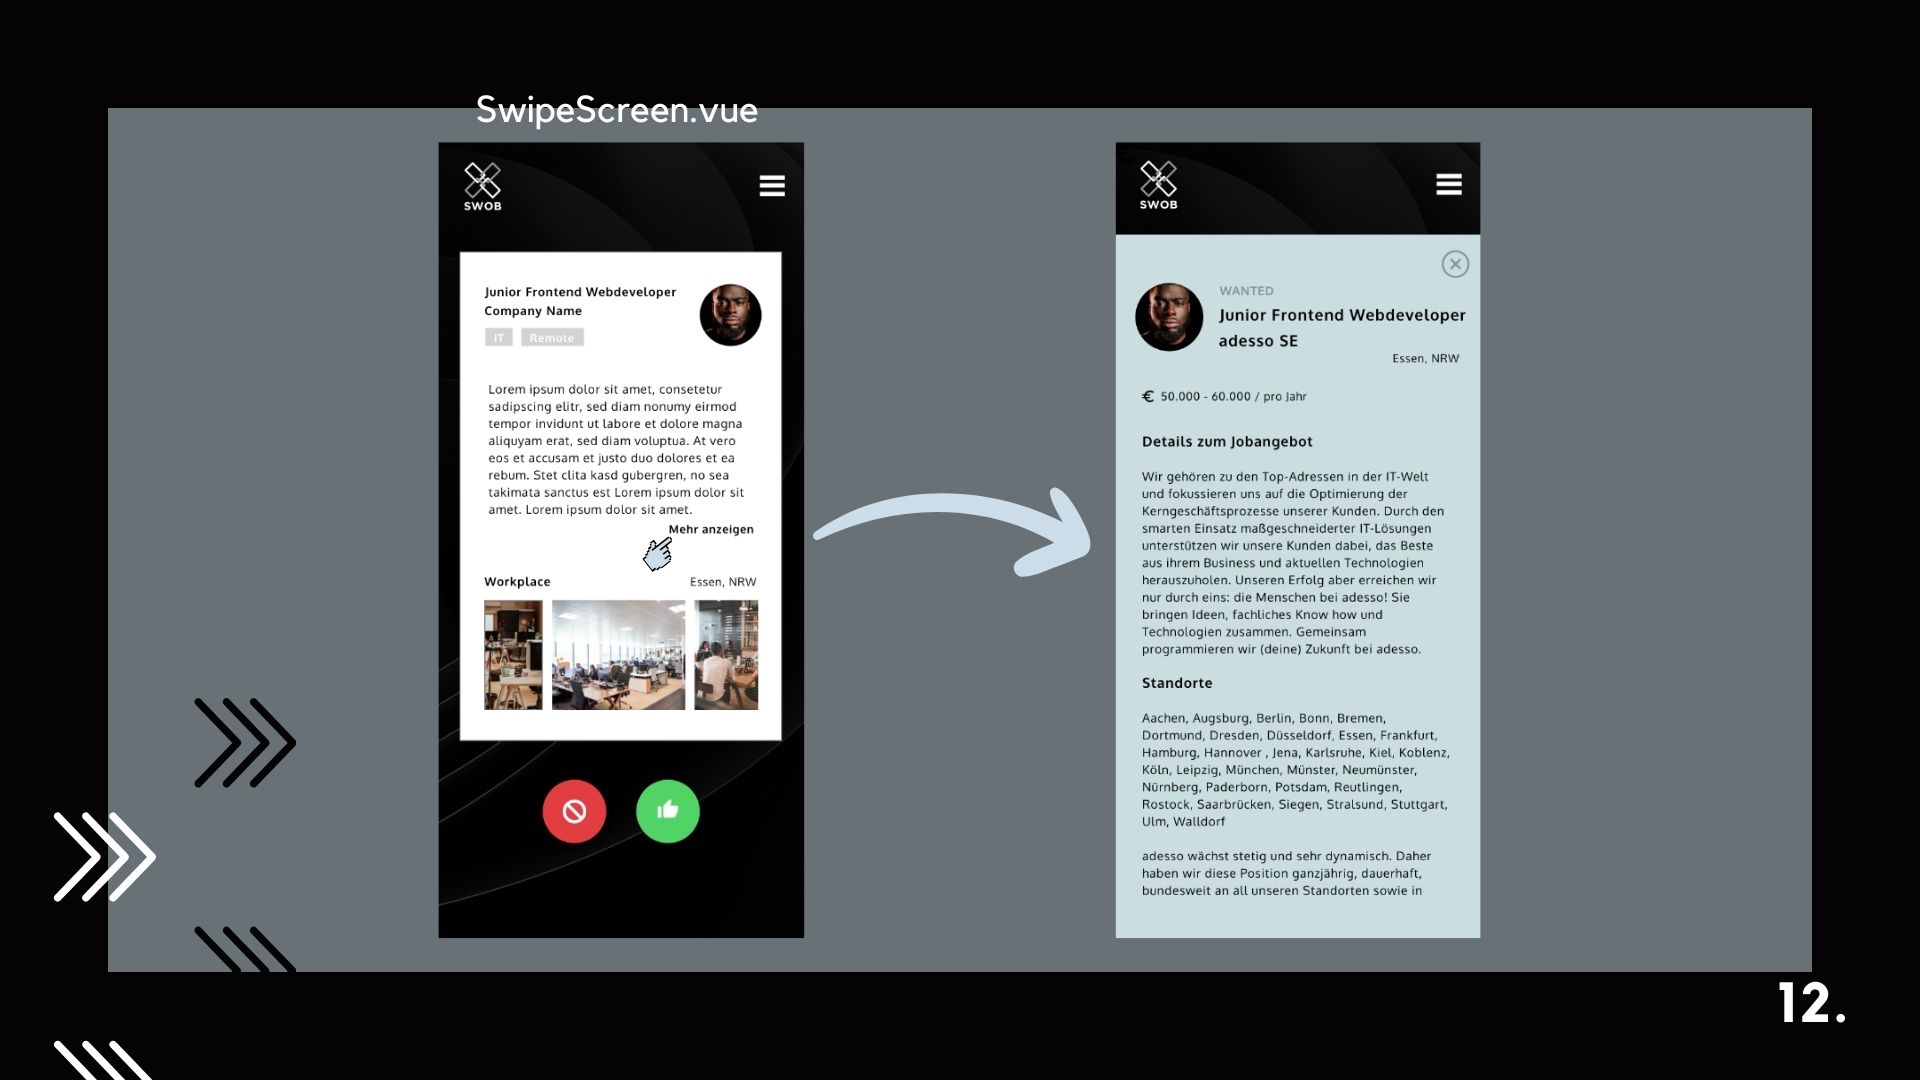 SwipeScreen.vue
SWOB
Junior Frontend Webdeveloper
Company Name
IT Remote
Lorem ipsum dolor sit amet, consetetur
sadipscing elitr, sed diam nonumy eirmod
tempor invidunt ut labore et dolore magna
aliquyam erat, sed diam voluptua. At vero
eos et accusam et justo duo dolores et ea
rebum. Stet clita kasd gubergren, no sea
takimata sanctus est Lorem ipsum dolor sit
amet. Lorem ipsum dolor sit amet.
Mehr anzeigen
Workplace Essen, NRW
SWOB
WANTED
Junior Frontend Webdeveloper
adesso SE
Essen, NRW
€ 50.000 - 60.000 / pro Jahr
Details zum Jobangebot
Wir gehören zu den Top-Adressen in der IT-Welt
und fokussieren uns auf die Optimierung der
Kerngeschäftsprozesse unserer Kunden. Durch den
smarten Einsatz maßgeschneiderter IT-Lösungen
unterstützen wir unsere Kunden dabei, das Beste
aus ihrem Business und aktuellen Technologien
herauszuholen. Unseren Erfolg aber erreichen wir
nur durch eins: die Menschen bei adesso! Sie
bringen Ideen, fachliches Know how und
Technologien zusammen. Gemeinsam
programmieren wir (deine) Zukunft bei adesso.
Standorte
Aachen, Augsburg, Berlin, Bonn, Bremen,
Dortmund, Dresden, Düsseldorf, Essen, Frankfurt,
Hamburg, Hannover , Jena, Karlsruhe, Kiel, Koblenz,
Köln, Leipzig, München, Münster, Neumünster,
Nürnberg, Paderborn, Potsdam, Reutlingen,
Rostock, Saarbrücken, Siegen, Stralsund, Stuttgart,
Ulm, Walldorf
adesso wächst stetig und sehr dynamisch. Daher
haben wir diese Position ganzjährig, dauerhaft,
bundesweit an all unseren Standorten sowie in
12.